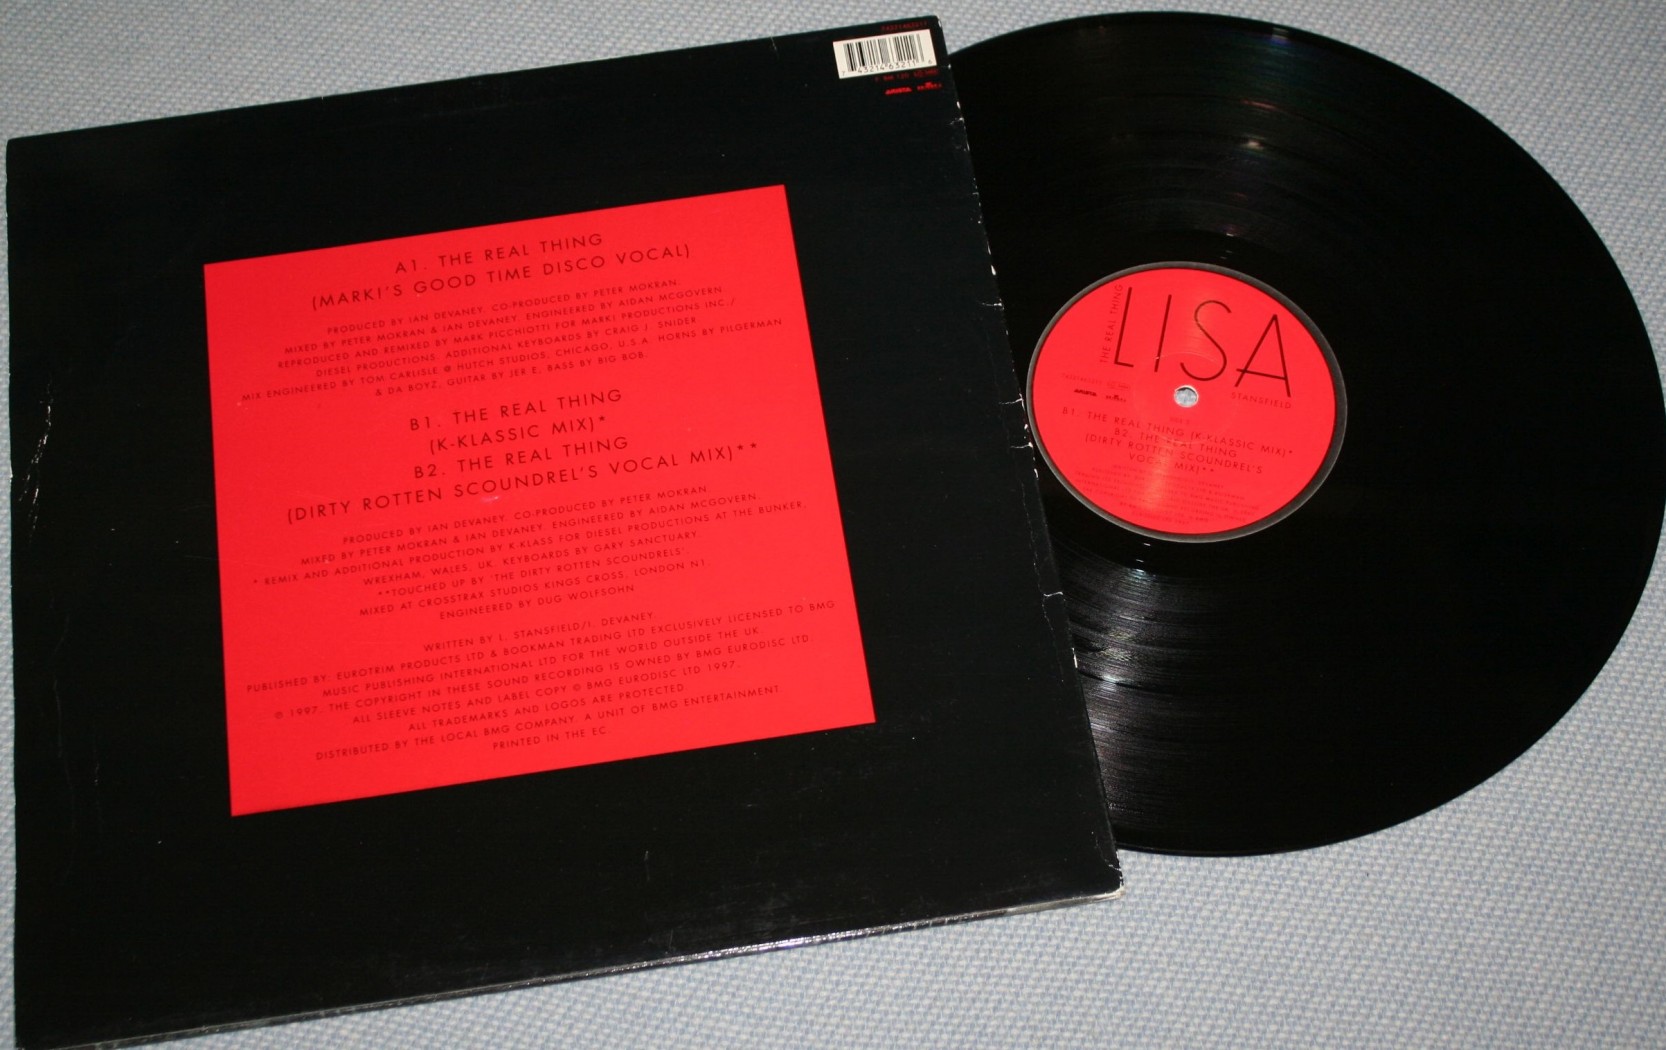 A1. THE REAL THING
(MARKI'S GOOD TIME DISCO VOCAL)
PRODUCED BY IAN DEVANEY. CO-PRODUCED BY PETER MOKRAN.
MIXED BY PETER MOKRAN & IAN DEVANEY. ENGINEERED BY AIDAN MCGOVERN
REPRODUCED AND REMIXED BY MARK PICCHIOTTI FOR MARKI PRODUCTIONS INC./
DIESEL PRODUCTIONS. ADDITIONAL KEYBOARDS BY CRAIG J. SNIDER
MIX ENGINEERED BY TOM CARLISLE @ HUTCH STUDIOS, CHICAGO, U.S.A. HORNS BY PILGERMAN
& DA BOYZ, GUITAR BY JER E, BASS BY BIG BOB.
B1. THE REAL THING
(K-KLASSIC MIX)*
B2. THE REAL THING
(DIRTY ROTTEN SCOUNDREL'S VOCAL MIX)**
PRODUCED BY IAN DEVANEY. CO-PRODUCED BY PETER MOKRAN.
MIXED BY PETER MOKRAN & IAN DEVANEY. ENGINEERED BY AIDAN MCGOVERN.
* REMIX AND ADDITIONAL PRODUCTION BY K-KLASS FOR DIESEL PRODUCTIONS AT THE BUNKER,
WREXHAM, WALES, UK. KEYBOARDS BY GARY SANCTUARY.
**TOUCHED UP BY 'THE DIRTY ROTTEN SCOUNDRELS'.
MIXED AT CROSSTRAX STUDIOS KINGS CROSS, LONDON N1.
ENGINEERED BY DUG WOLFSOHN
WRITTEN BY L. STANSFIELD/I. DEVANEY.
PUBLISHED BY: EUROTRIM PRODUCTS LTD & BOOKMAN TRADING LTD EXCLUSIVELY LICENSED TO BMG
MUSIC PUBLISHING INTERNATIONAL LTD FOR THE WORLD OUTSIDE THE UK
℗ 1997. THE COPYRIGHT IN THESE SOUND RECORDING IS OWNED BY BMG EURODISC LTD
ALL SLEEVE NOTES AND LABEL COPY © BMG EURODISC LTD 1997.
ALL TRADEMARKS AND LOGOS ARE PROTECTED
DISTRIBUTED BY THE LOCAL BMG COMPANY. A UNIT OF BMG ENTERTAINMENT.
PRINTED IN THE EC.
ARISTA
THE REAL THING
LISA
STANSFIELD
ARISTA
B1. THE REAL THING (K-KLASSIC MIX)*
B2. THE REAL THING
(DIRTY ROTTEN SCOUNDREL'S
VOCAL MIX)**